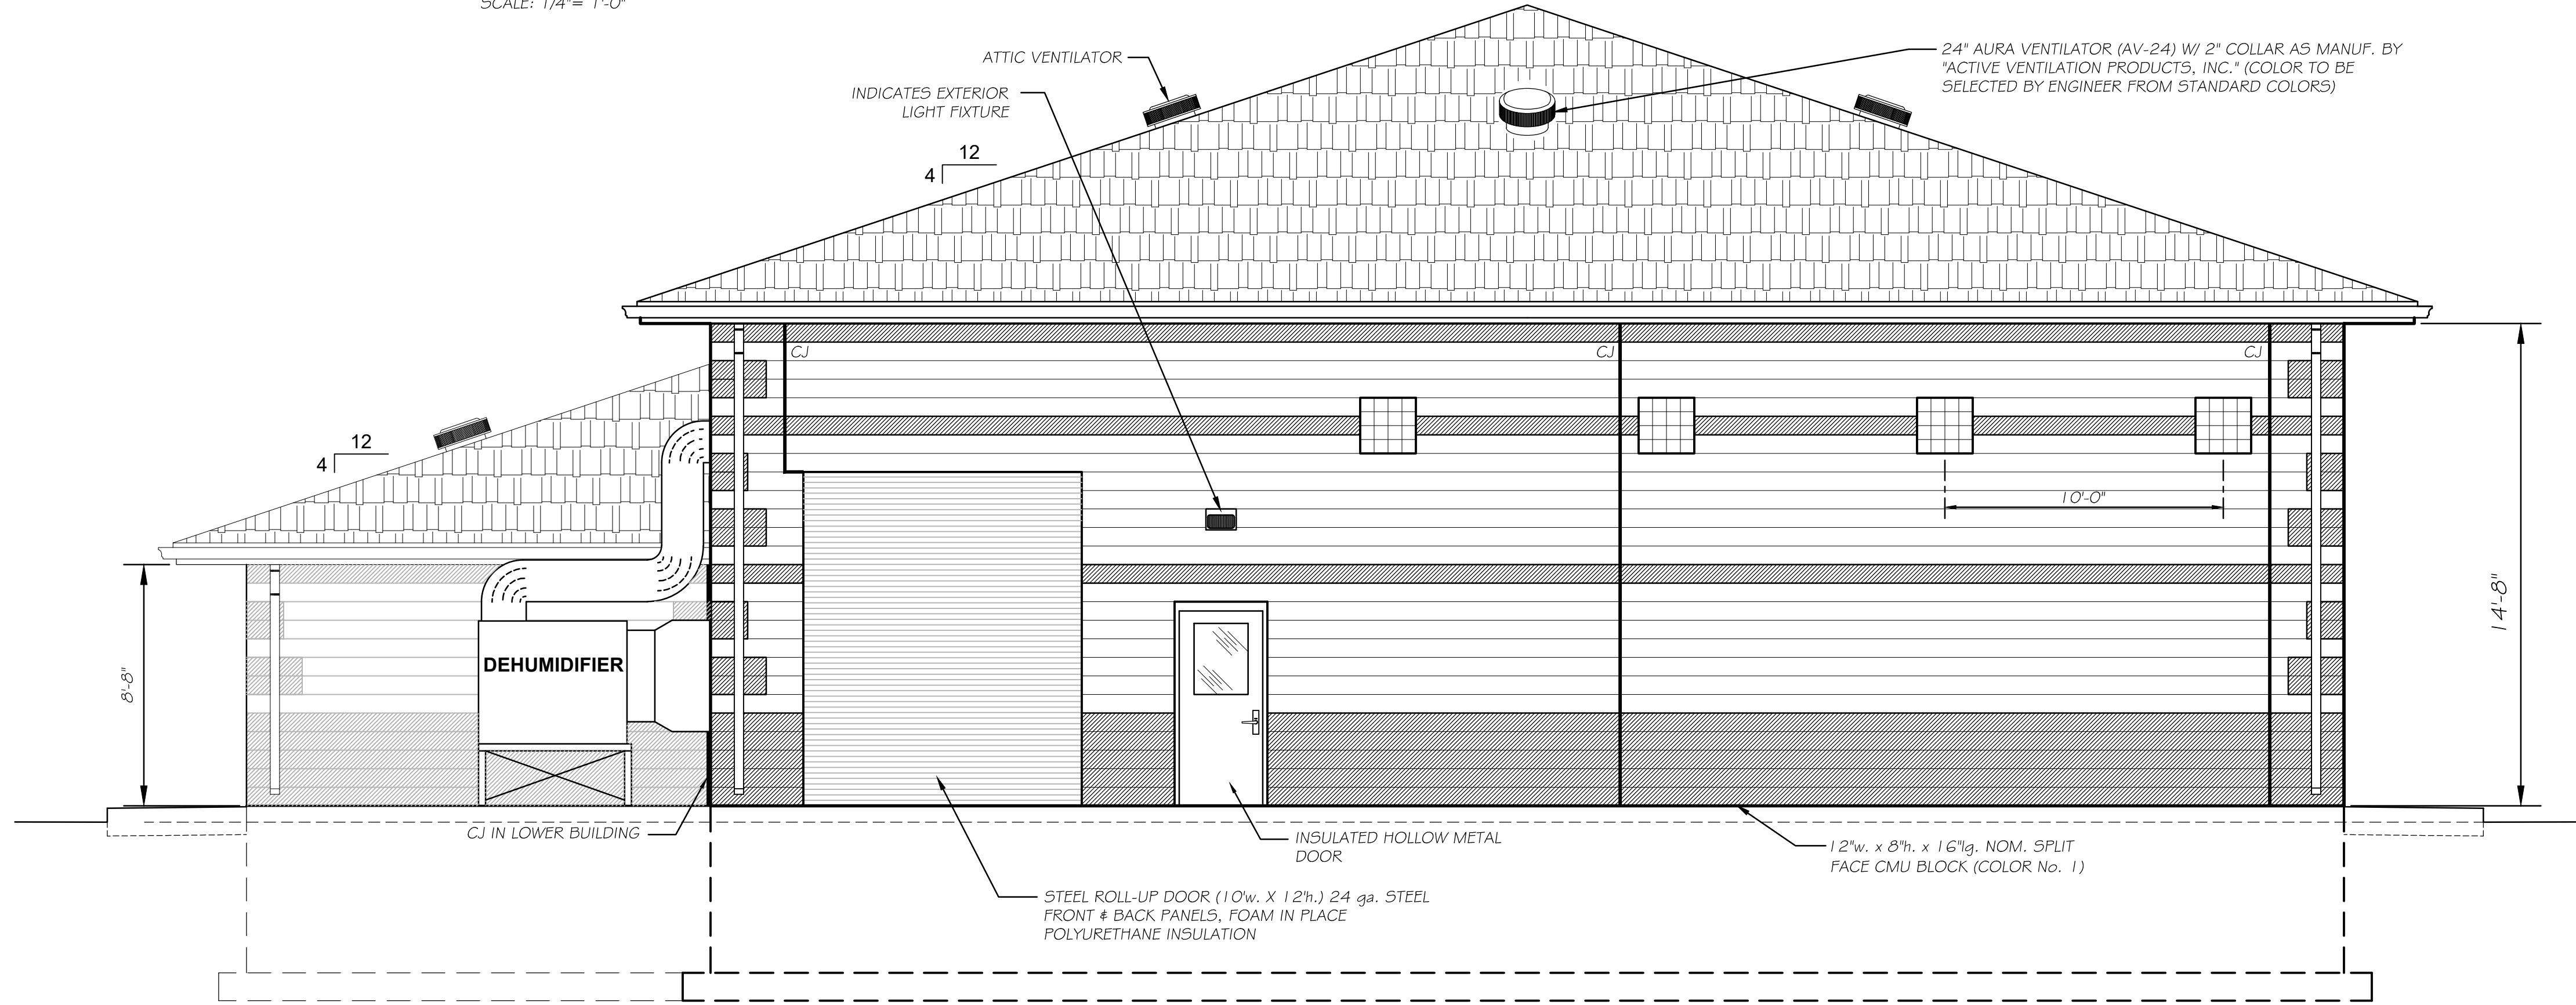 SCALE: 1/4"= 1'-0"
ATTIC VENTILATOR
24" AURA VENTILATOR (AV-24) W/ 2" COLLAR AS MANUF. BY
"ACTIVE VENTILATION PRODUCTS, INC." (COLOR TO BE
SELECTED BY ENGINEER FROM STANDARD COLORS)
INDICATES EXTERIOR
LIGHT FIXTURE
12
4
CJ
CJ
CJ
12
4
10'-0"
14'-8"
8'-8"
DEHUMIDIFIER
CJ IN LOWER BUILDING
INSULATED HOLLOW METAL
DOOR
12"w. x 8"h. x 16"lg. NOM. SPLIT
FACE CMU BLOCK (COLOR No. 1)
STEEL ROLL-UP DOOR (10'w. X 12'h.) 24 ga. STEEL
FRONT & BACK PANELS, FOAM IN PLACE
POLYURETHANE INSULATION